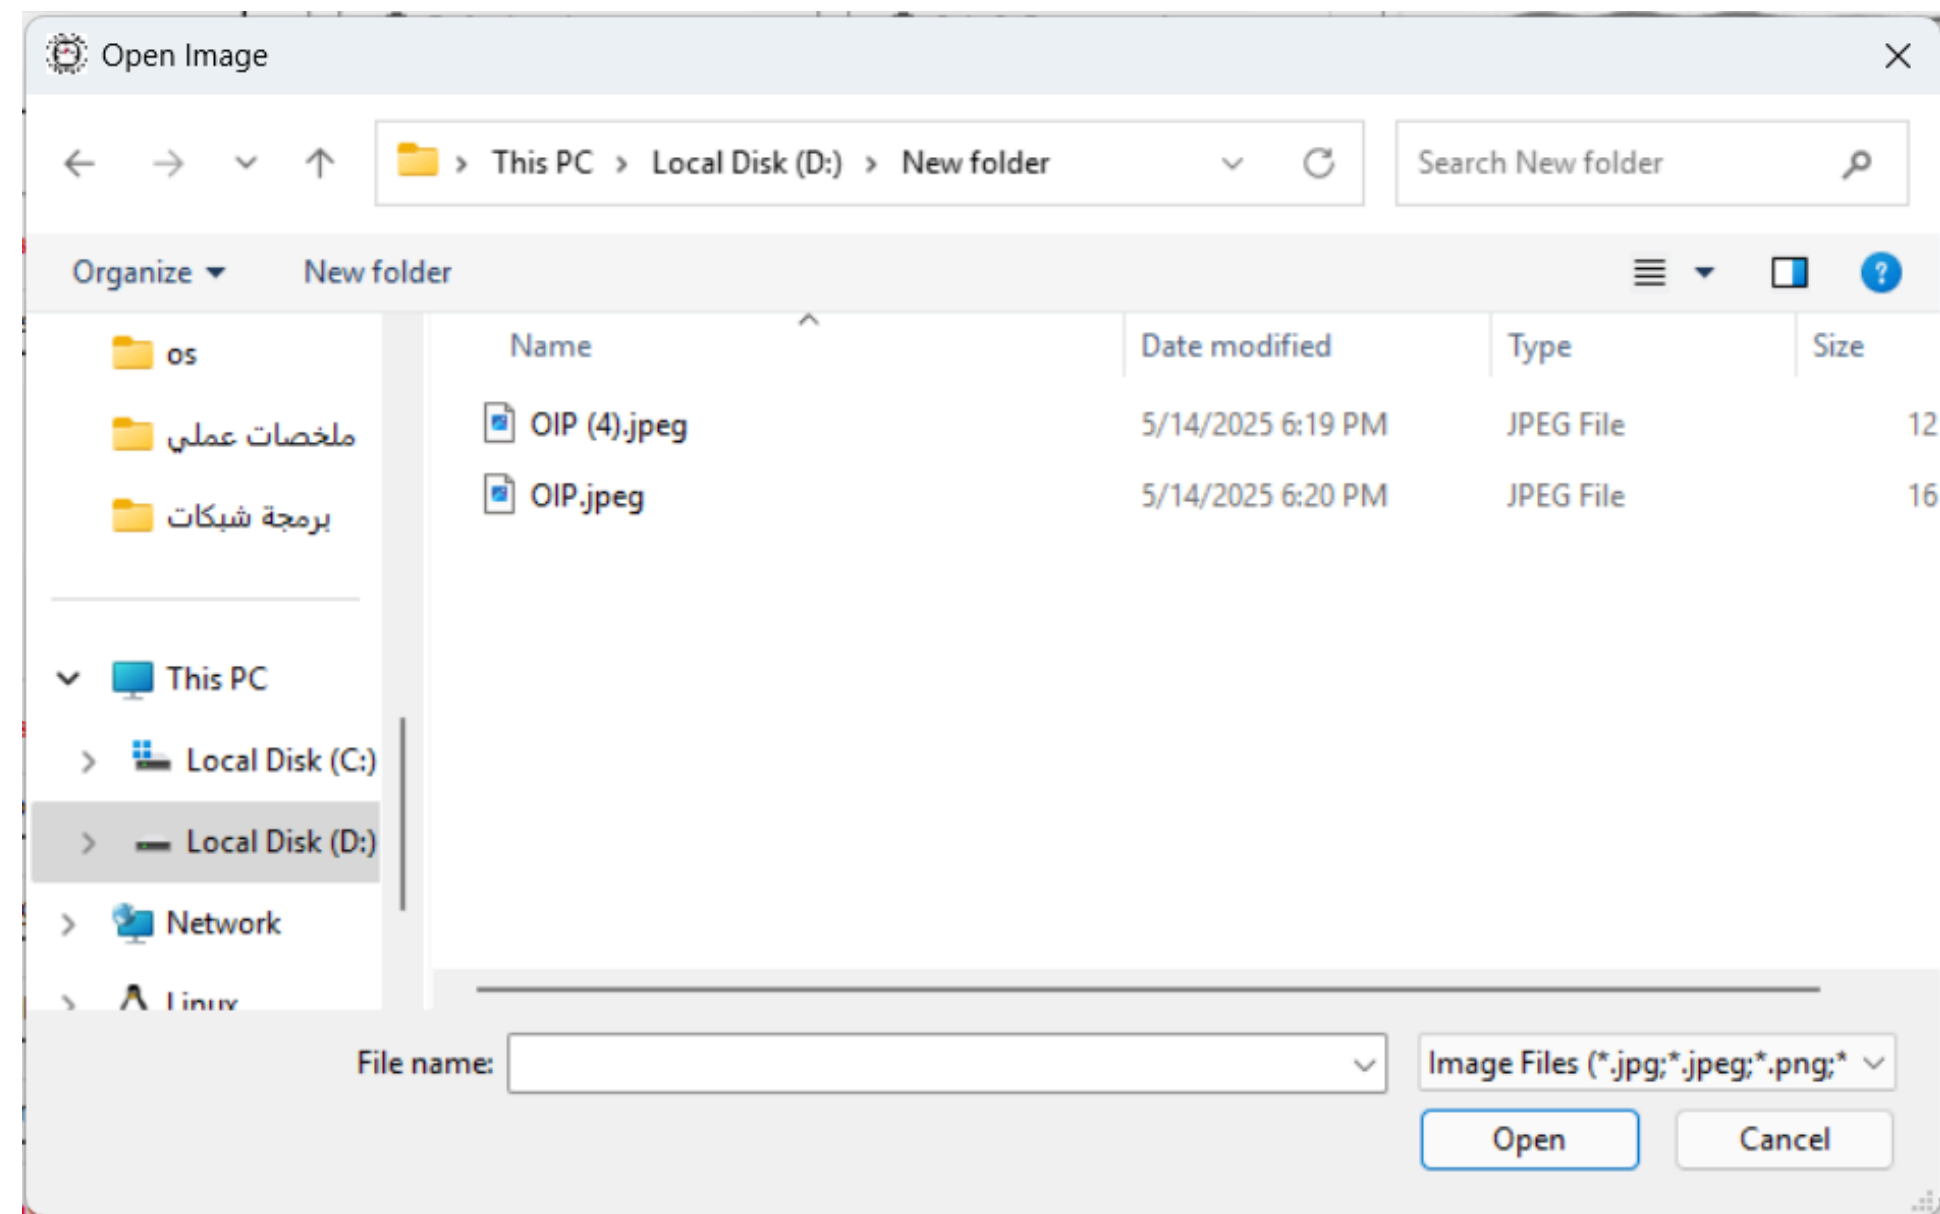 Open Image
This PC > Local Disk (D:) > New folder
Search New folder
Organize
New folder
Name
Date modified
Type
Size
os
ملخصات عملي
برمجة شبكات
OIP (4).jpeg 5/14/2025 6:19 PM JPEG File 12
OIP.jpeg 5/14/2025 6:20 PM JPEG File 16
This PC
Local Disk (C:)
Local Disk (D:)
Network
Linux
File name:
Image Files (*.jpg;*.jpeg;*.png;*
Open
Cancel